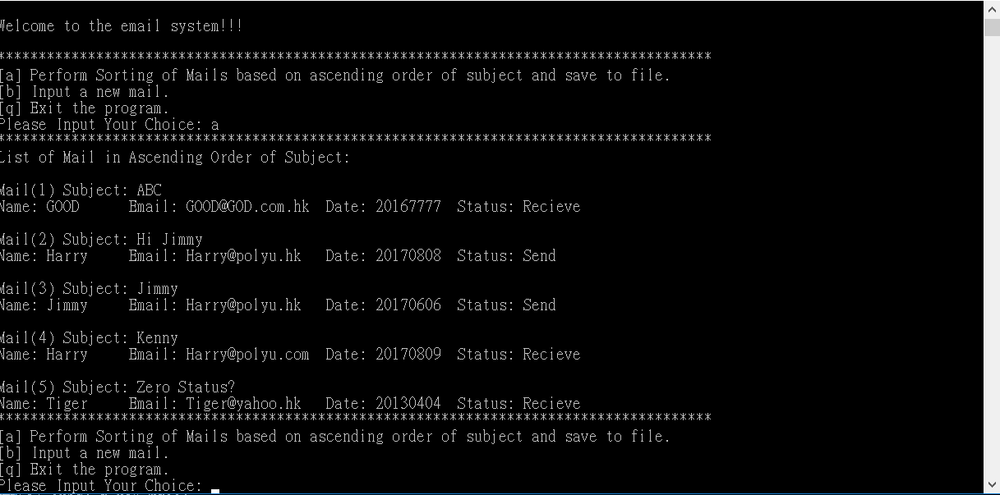 Welcome to the email system!!!
***************************************************************************************
[a] Perform Sorting of Mails based on ascending order of subject and save to file.
[b] Input a new mail.
[q] Exit the program.
Please Input Your Choice: a
***************************************************************************************
List of Mail in Ascending Order of Subject:
Mail(1) Subject: ABC
Name: GOOD Email: GOOD@GOD.com.hk Date: 20167777 Status: Recieve
Mail(2) Subject: Hi Jimmy
Name: Harry Email: Harry@polyu.hk Date: 20170808 Status: Send
Mail(3) Subject: Jimmy
Name: Jimmy Email: Harry@polyu.hk Date: 20170606 Status: Send
Mail(4) Subject: Kenny
Name: Harry Email: Harry@polyu.com Date: 20170809 Status: Recieve
Mail(5) Subject: Zero Status?
Name: Tiger Email: Tiger@yahoo.hk Date: 20130404 Status: Recieve
***************************************************************************************
[a] Perform Sorting of Mails based on ascending order of subject and save to file.
[b] Input a new mail.
[q] Exit the program.
Please Input Your Choice: